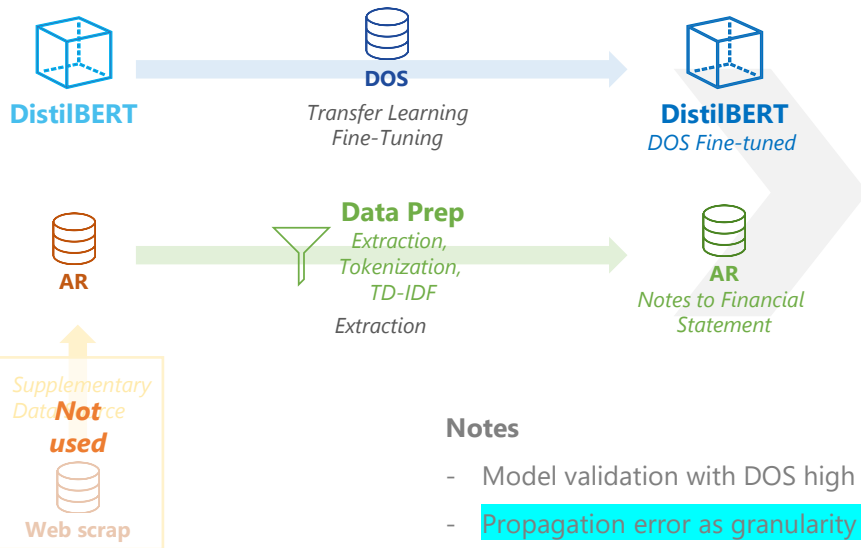 DistilBERT
DOS
Transfer Learning
Fine-Tuning
DistilBERT
DOS Fine-tuned
AR
Data Prep
Extraction,
Tokenization,
TD-IDF
Extraction
AR
Notes to Financial
Statement
Supplementary
Data Source
Not
used
Web scrap
Notes
- Model validation with DOS high
- Propagation error as granularity